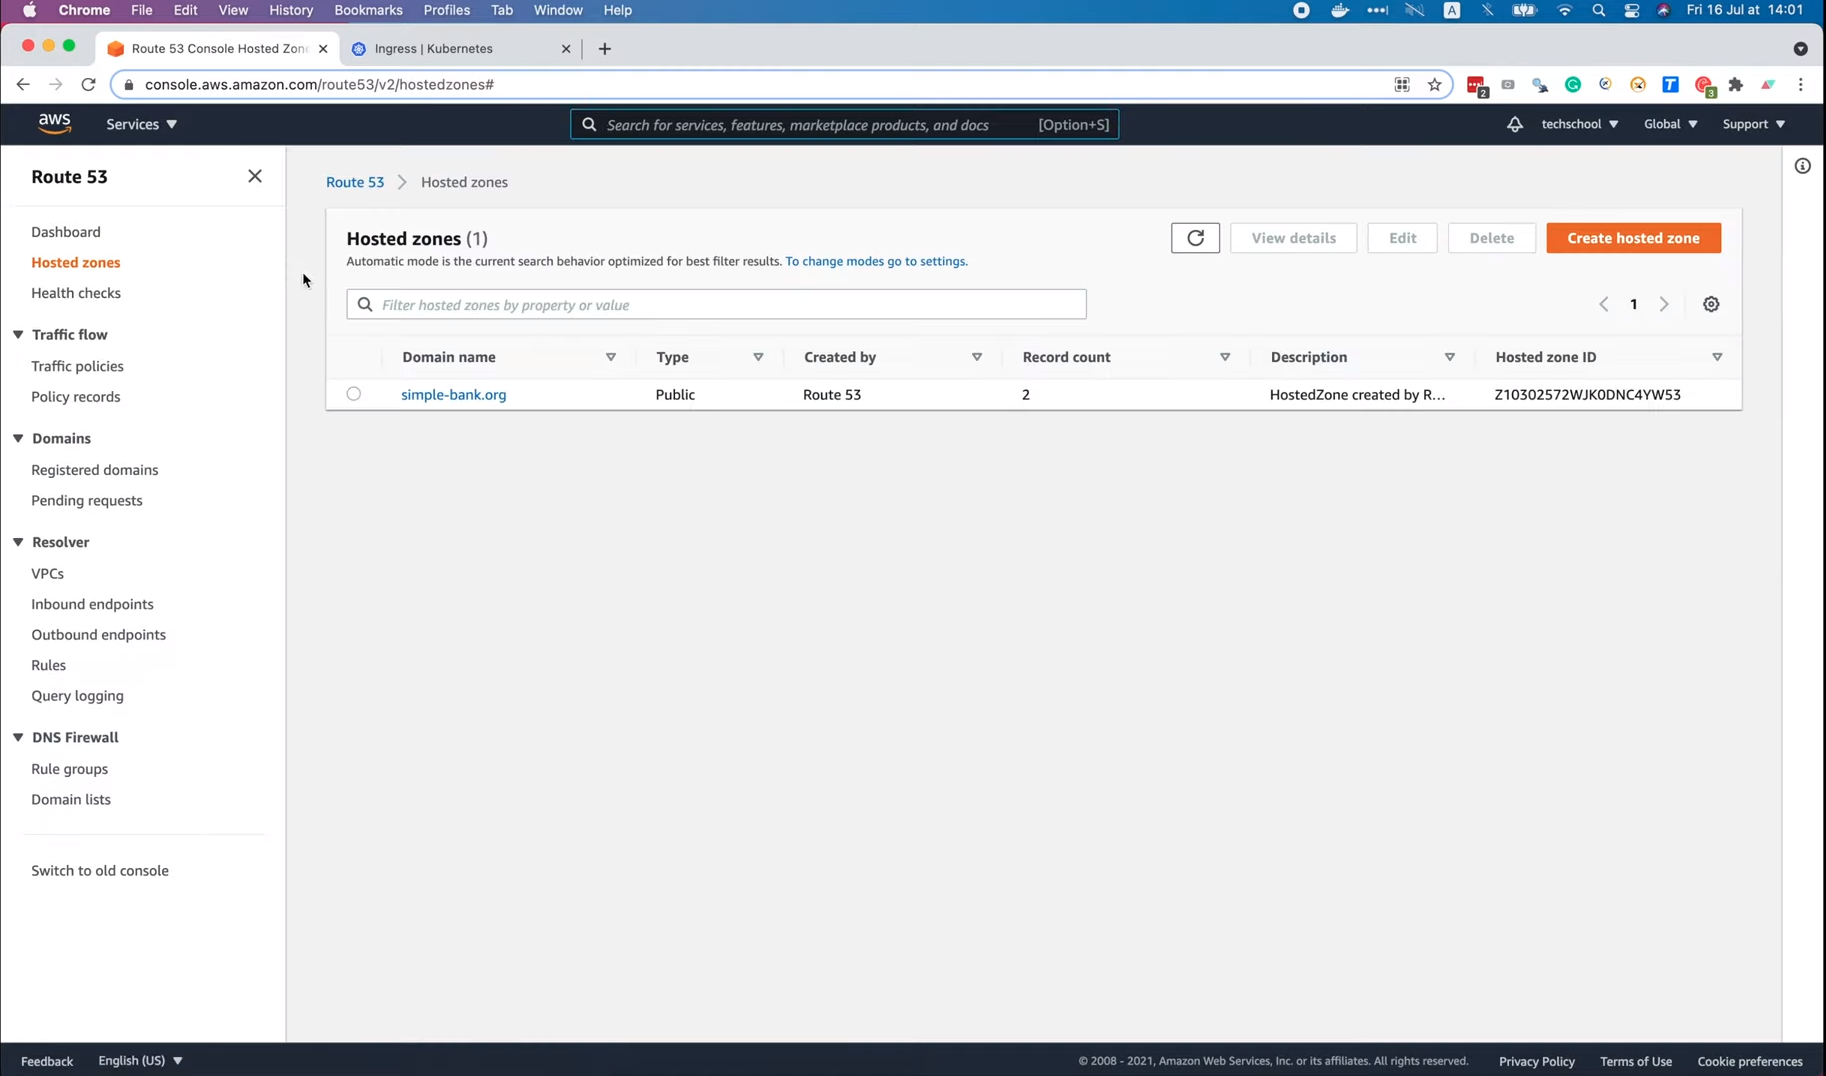 Chrome File Edit View History Bookmarks Profiles Tab Window Help A Fri 16 Jul at 14:01
Route 53 Console Hosted Zon Ingress | Kubernetes
console.aws.amazon.com/route53/v2/hostedzones# 2 T 3
aws Services Search for services, features, marketplace products, and docs [Option+S] techschool Global Support
Route 53
Dashboard
Hosted zones
Health checks
Traffic flow
Traffic policies
Policy records
Domains
Registered domains
Pending requests
Resolver
VPCs
Inbound endpoints
Outbound endpoints
Rules
Query logging
DNS Firewall
Rule groups
Domain lists
Switch to old console
Route 53 Hosted zones
Hosted zones (1) View details Edit Delete Create hosted zone
Automatic mode is the current search behavior optimized for best filter results. To change modes go to settings.
Filter hosted zones by property or value 1
Domain name Type Created by Record count Description Hosted zone ID
simple-bank.org Public Route 53 2 HostedZone created by R... Z10302572WJK0DNC4YW53
Feedback English (US) © 2008 - 2021, Amazon Web Services, Inc. or its affiliates. All rights reserved. Privacy Policy Terms of Use Cookie preferences